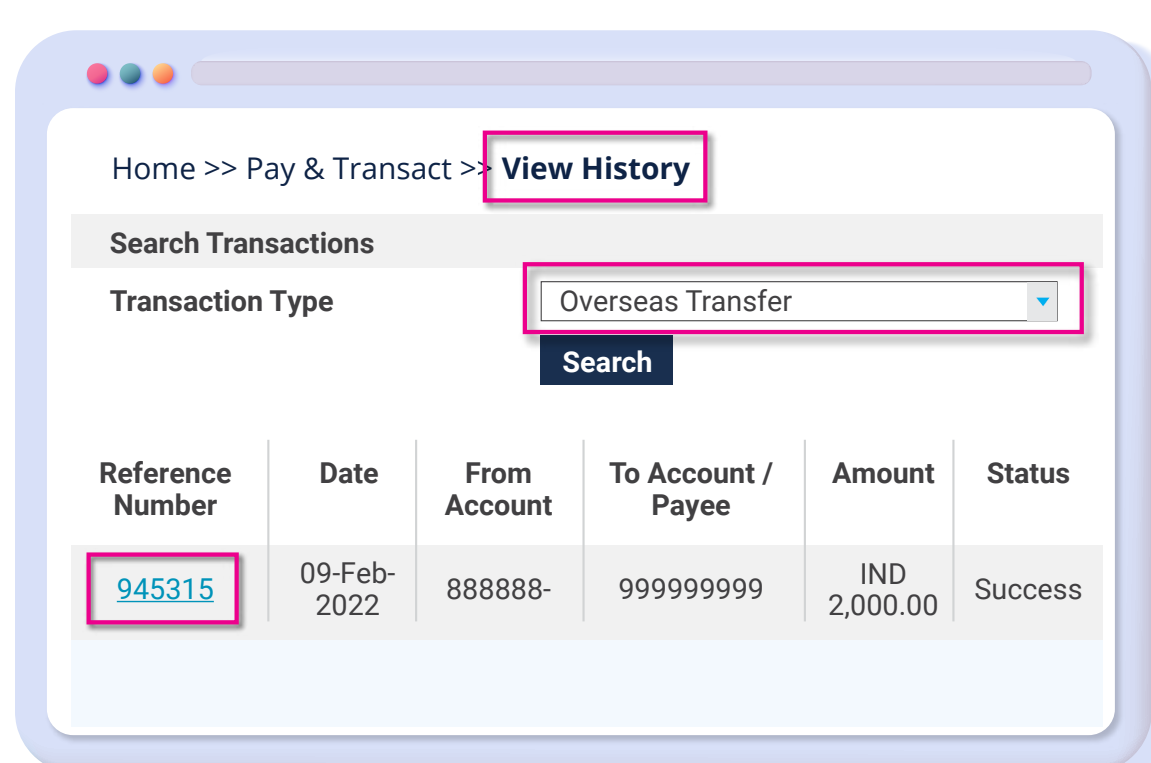 Home >> Pay & Transact >> View History
Search Transactions
Transaction Type Overseas Transfer
Search
Reference Number Date From Account To Account / Payee Amount Status
945315 09-Feb-2022 888888- 999999999 IND 2,000.00 Success